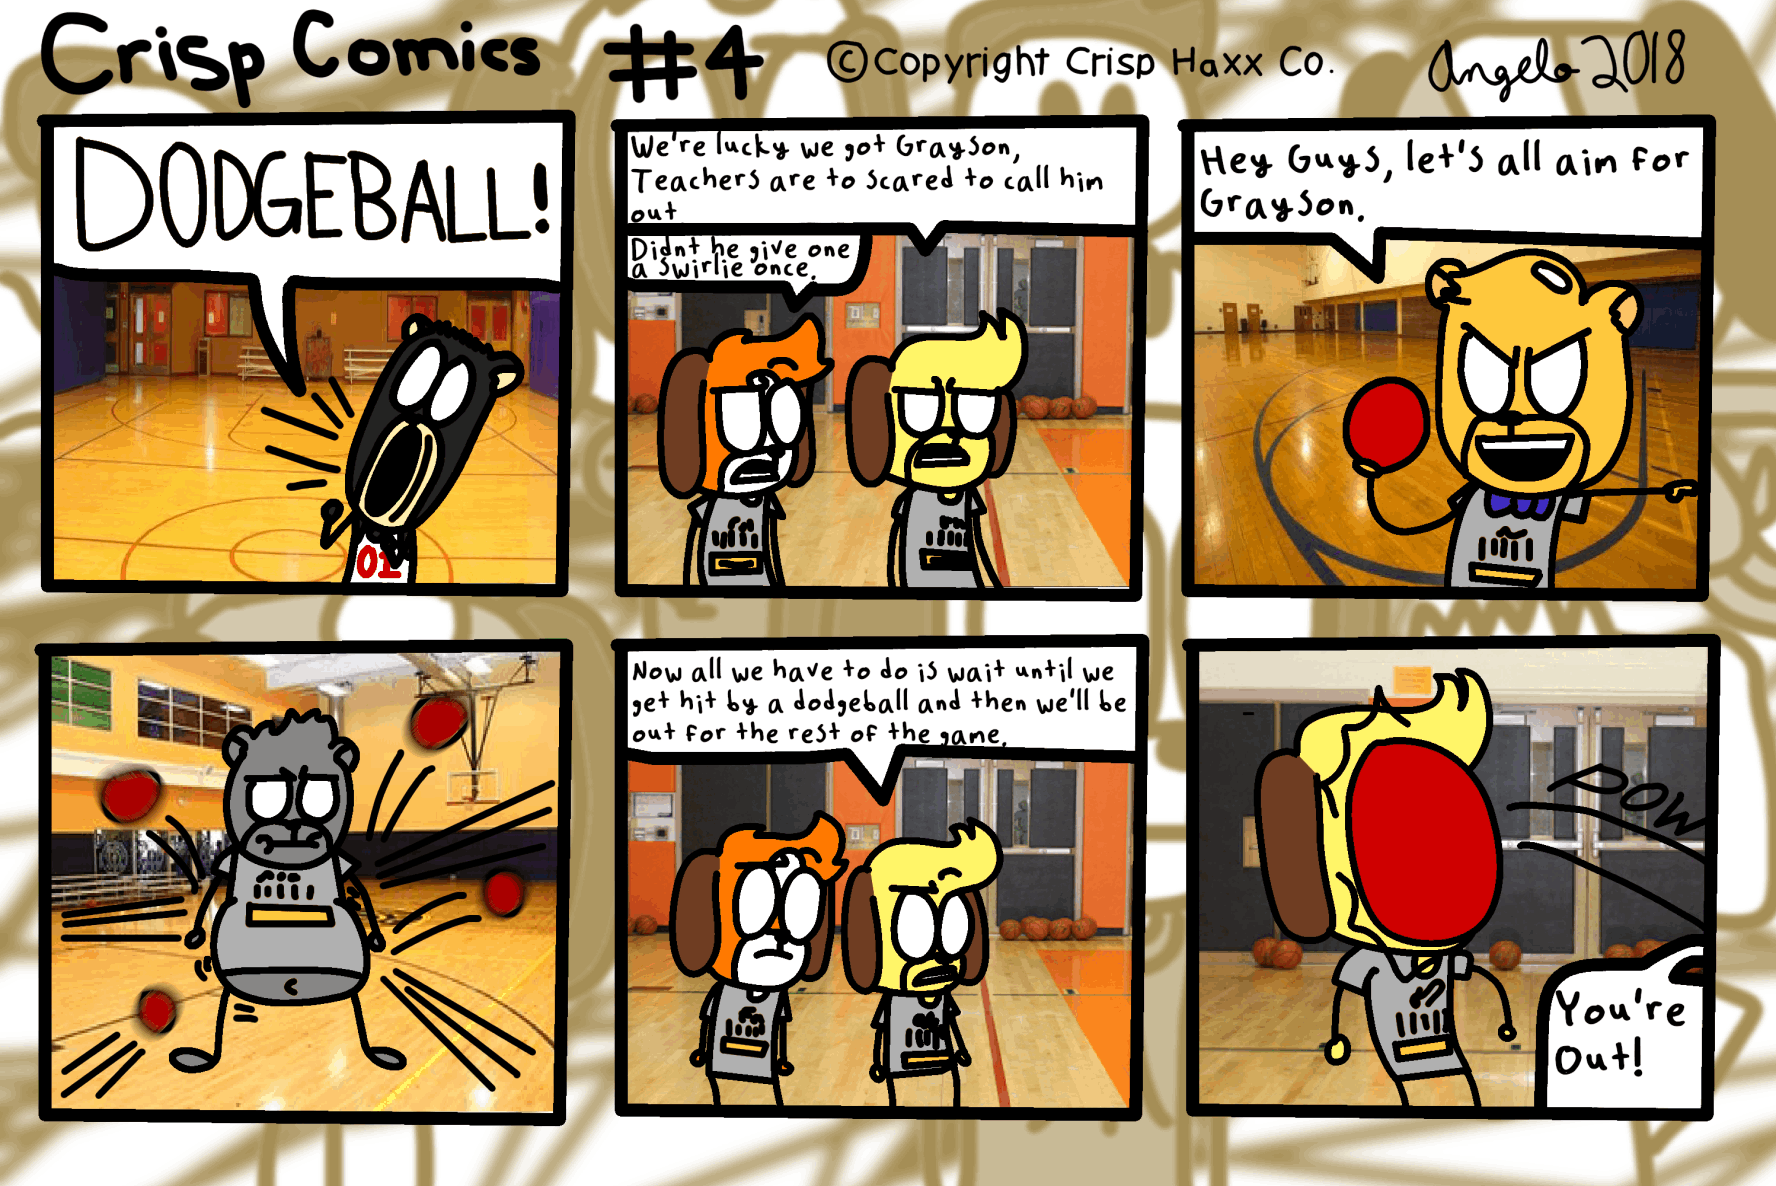 Crisp Comics #4 ©Copyright Crisp Haxx Co. Angelo 2018
DODGEBALL!
01
We're lucky we got Grayson,
Teachers are to scared to call him
out
Didnt he give one
a swirlie once.
Hey Guys, let's all aim for
Grayson.
Now all we have to do is wait until we
get hit by a dodgeball and then we'll be
out for the rest of the game.
POW
You're
Out!